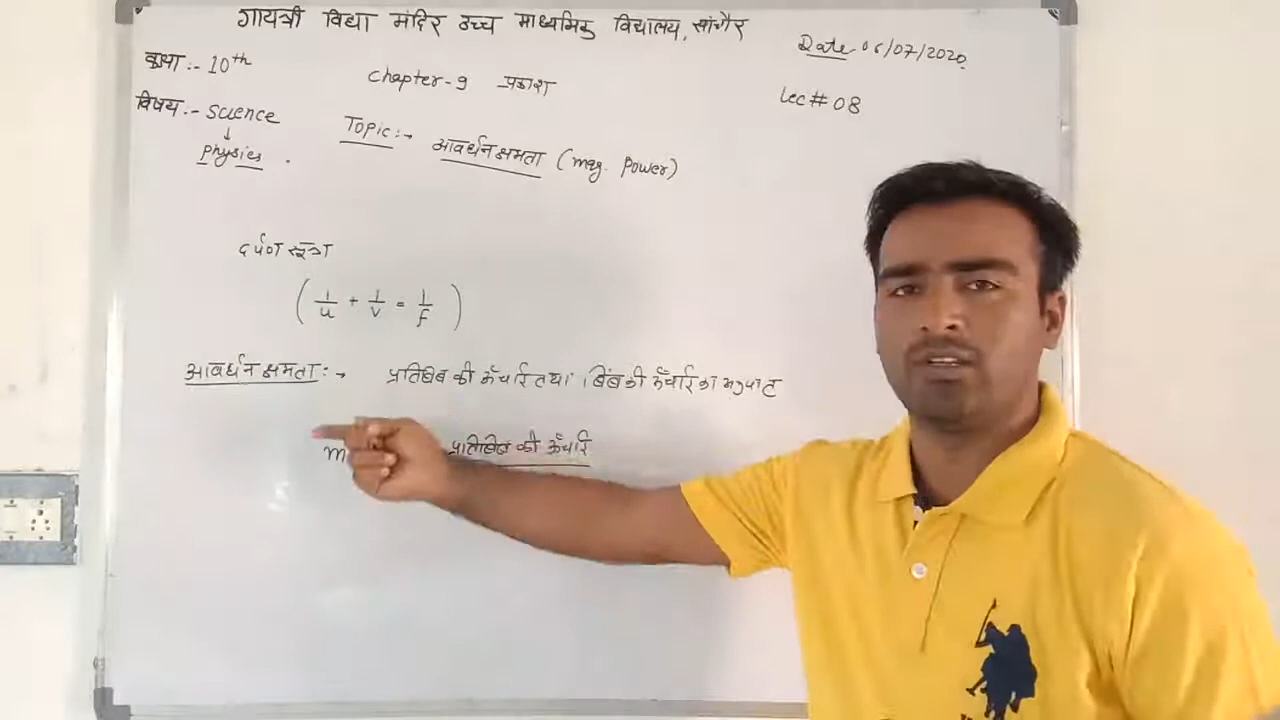 गायत्री विद्या मंदिर उच्च माध्यमिक विद्यालय, सांगौर
Date 06/07/2020
कक्षा :- 10th
Chapter-9 प्रकाश
Lec # 08
विषय :- Science
↓
Physics .
Topic :→ आवर्धन क्षमता (mag. Power)
दर्पण सूत्र
( 1/u + 1/v = 1/f )
आवर्धन क्षमता :→ प्रतिबिंब की ऊँचाई तथा बिंब की ऊँचाई का अनुपात
m प्रतिबिंब की ऊँचाई